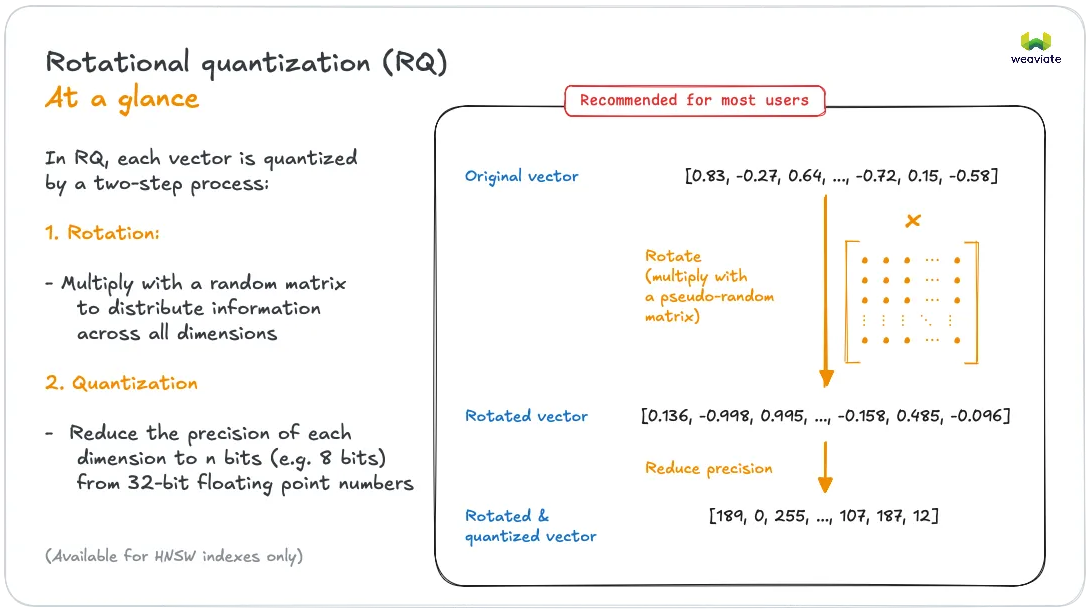 Rotational quantization (RQ)
At a glance
weaviate
In RQ, each vector is quantized
by a two-step process:
1. Rotation:
- Multiply with a random matrix
to distribute information
across all dimensions
2. Quantization
- Reduce the precision of each
dimension to n bits (e.g. 8 bits)
from 32-bit floating point numbers
(Available for HNSW indexes only)
Recommended for most users
Original vector
[0.83, -0.27, 0.64, ..., -0.72, 0.15, -0.58]
×
Rotate
(multiply with
a pseudo-random
matrix)
Rotated vector
[0.136, -0.998, 0.995, ..., -0.158, 0.485, -0.096]
Reduce precision
Rotated &
quantized vector
[189, 0, 255, ..., 107, 187, 12]